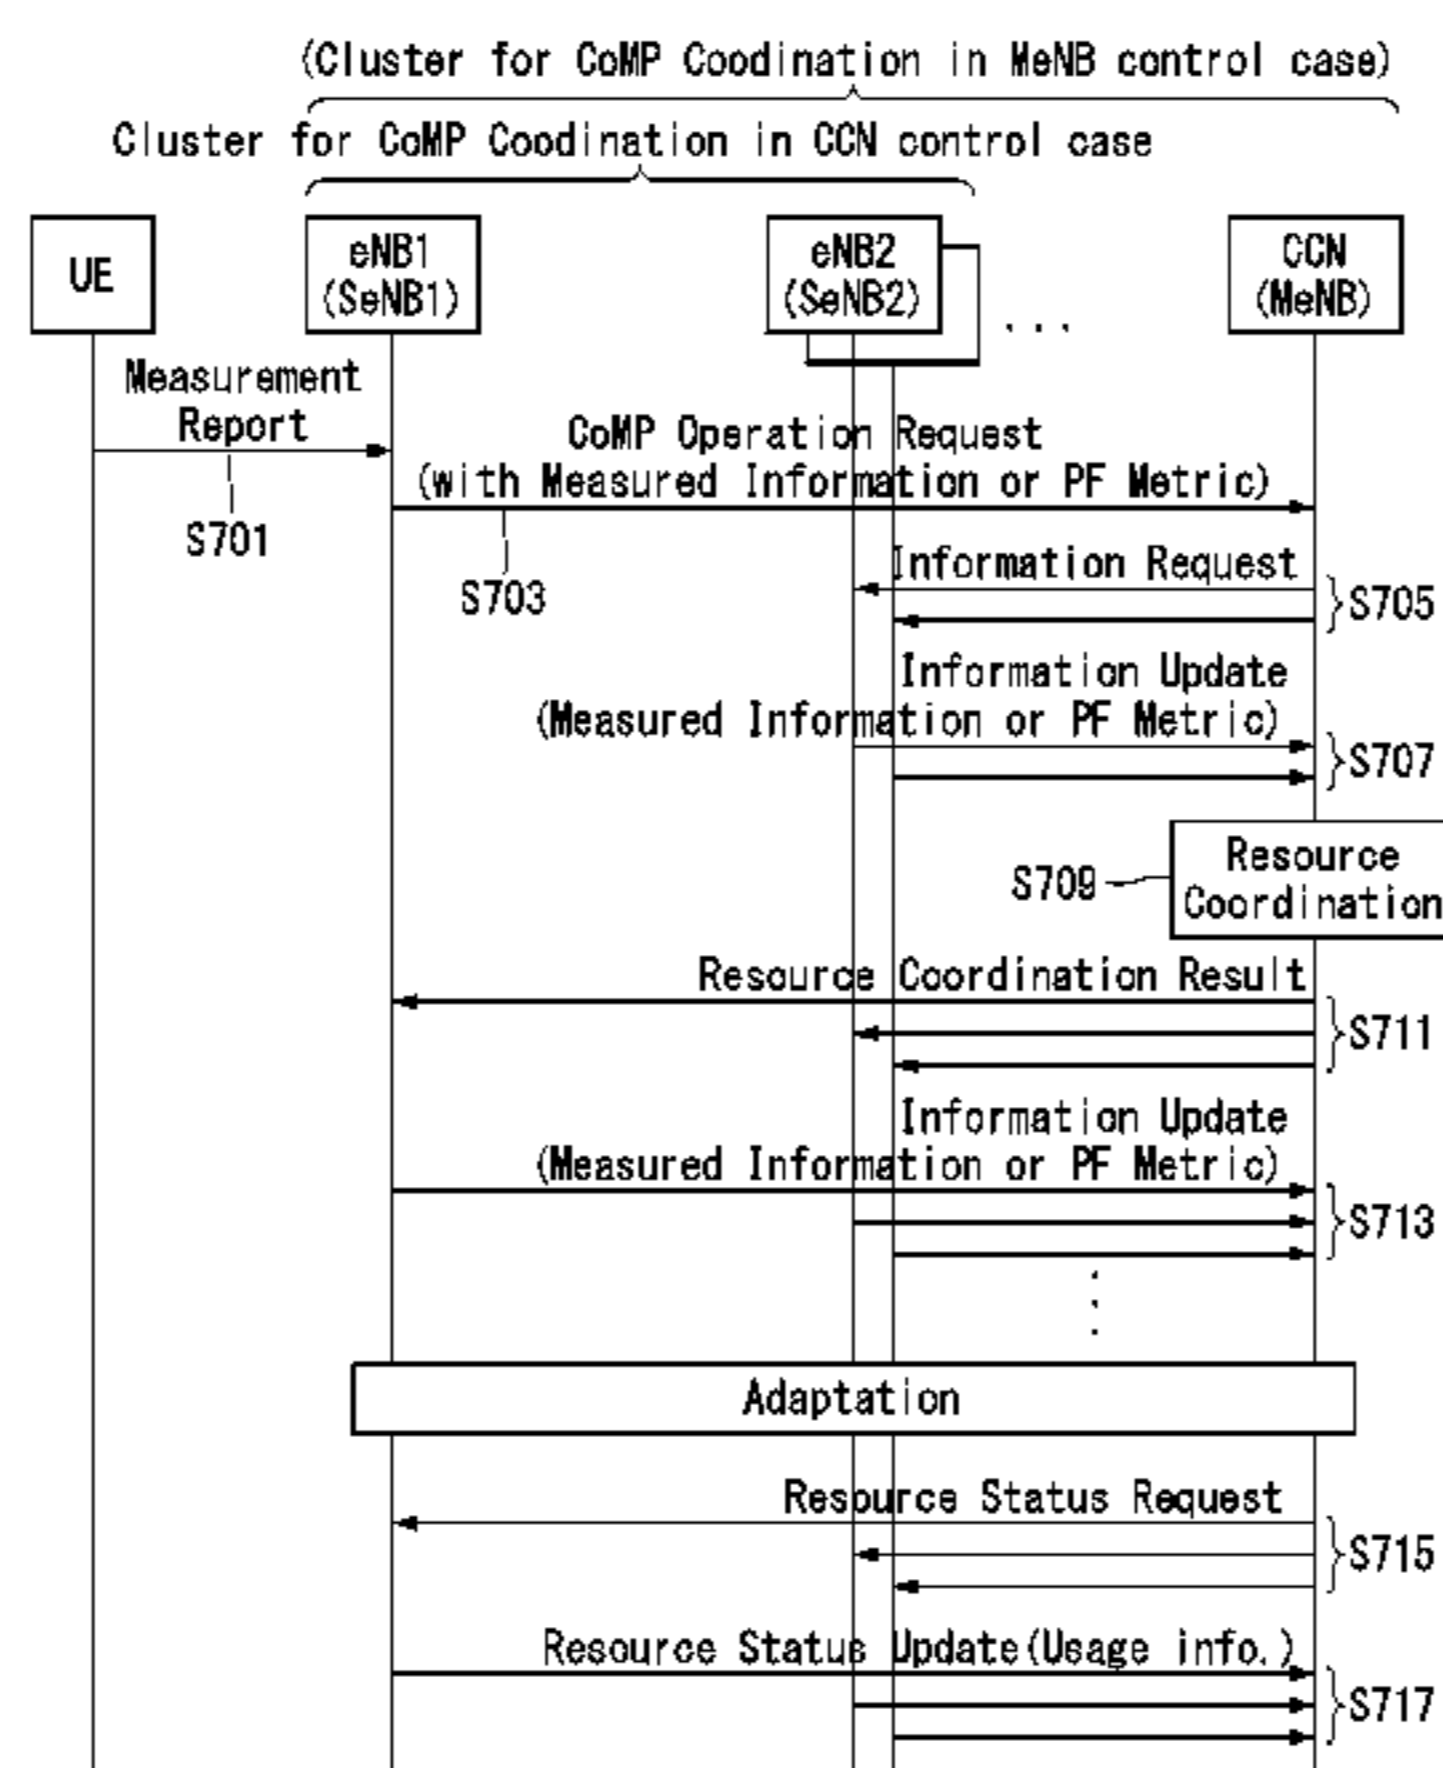 (Cluster for CoMP Coodination in MeNB control case)
Cluster for CoMP Coodination in CCN control case
UE
eNB1
(SeNB1)
eNB2
(SeNB2)
...
CCN
(MeNB)
Measurement
Report
S701
CoMP Operation Request
(with Measured Information or PF Metric)
S703
Information Request
S705
Information Update
(Measured Information or PF Metric)
S707
S709
Resource
Coordination
Resource Coordination Result
S711
Information Update
(Measured Information or PF Metric)
S713
Adaptation
Resource Status Request
S715
Resource Status Update(Usage info.)
S717